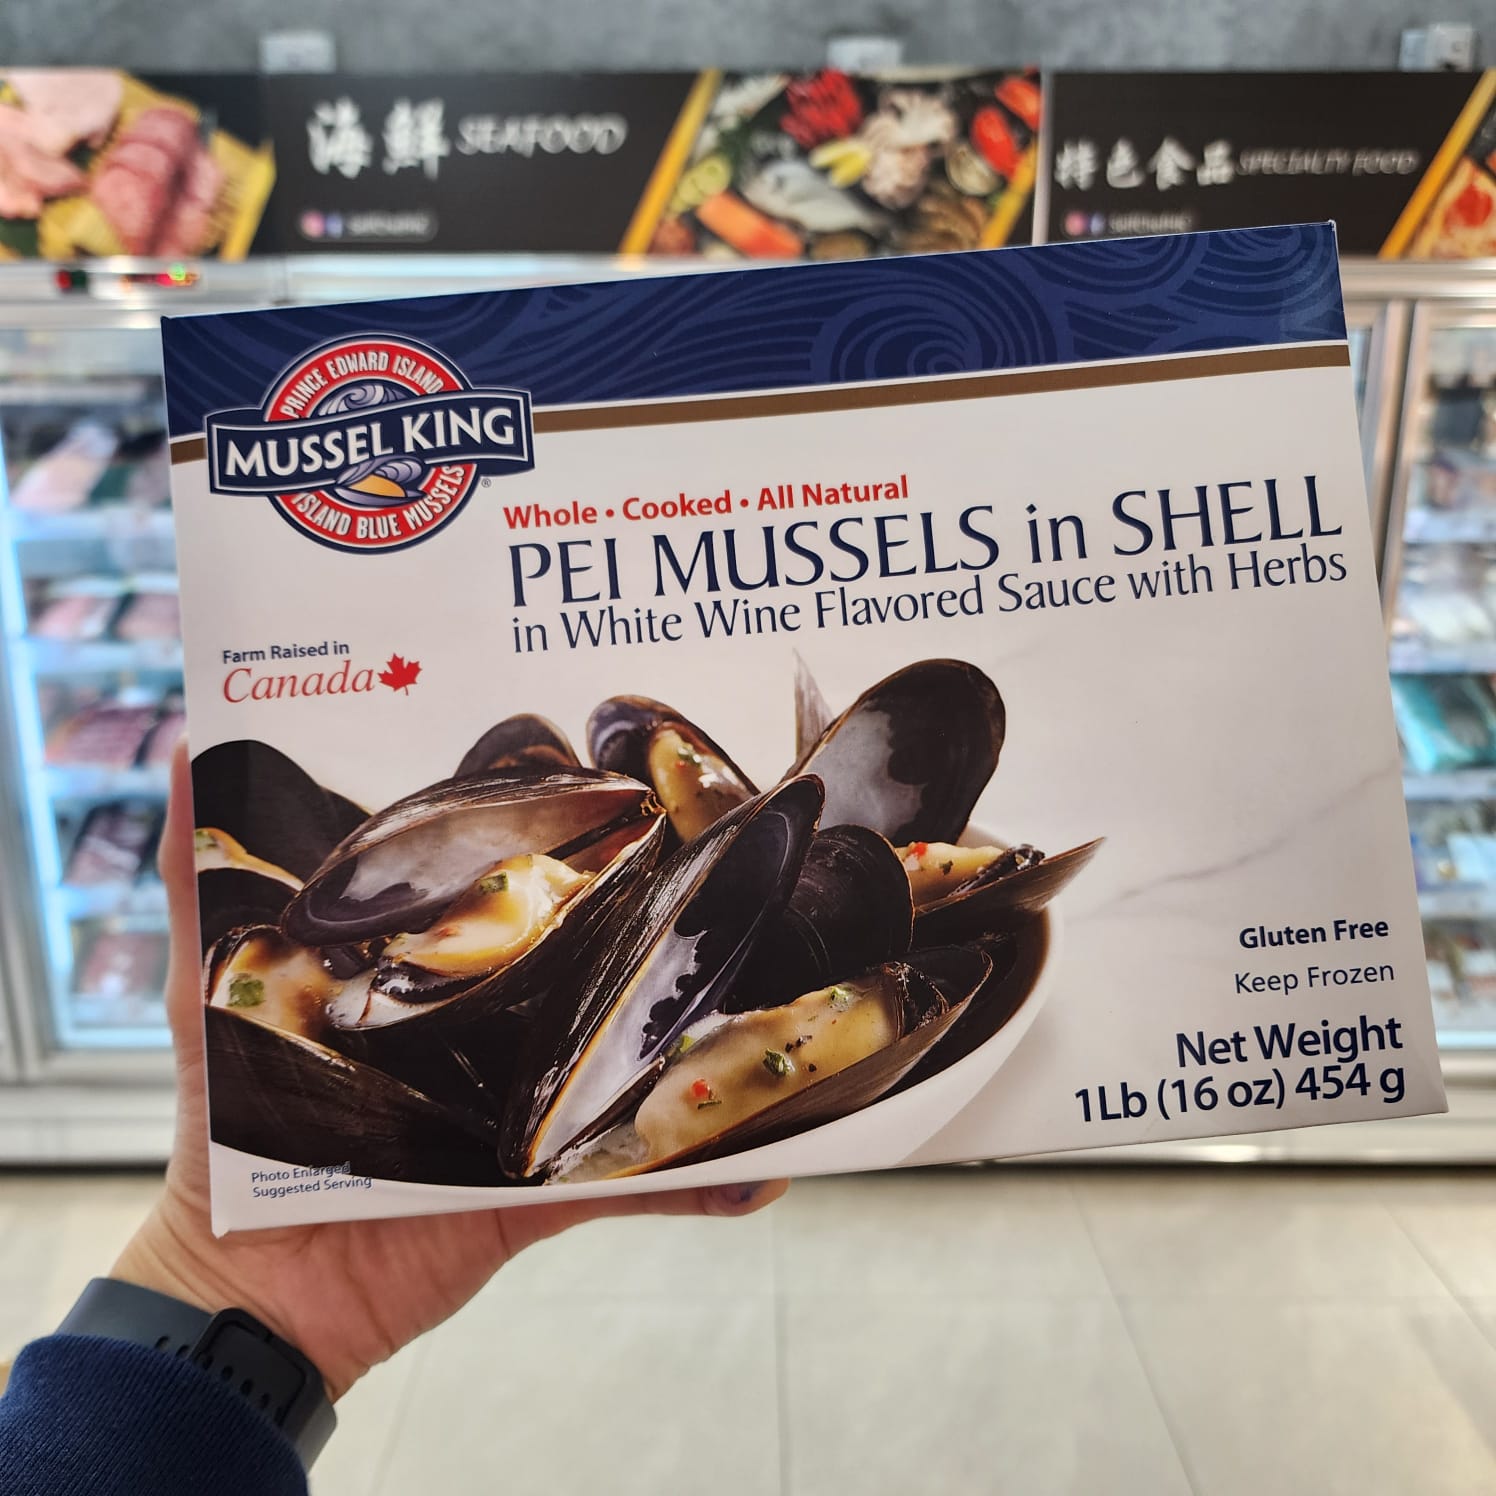 海鮮 SEAFOOD
特色食品 SPECIALTY FOOD
PRINCE EDWARD ISLAND
MUSSEL KING
ISLAND BLUE MUSSELS
®
Whole • Cooked • All Natural
PEI MUSSELS in SHELL
in White Wine Flavored Sauce with Herbs
Farm Raised in
Canada
Gluten Free
Keep Frozen
Net Weight
1Lb (16 oz) 454 g
Photo Enlarged
Suggested Serving